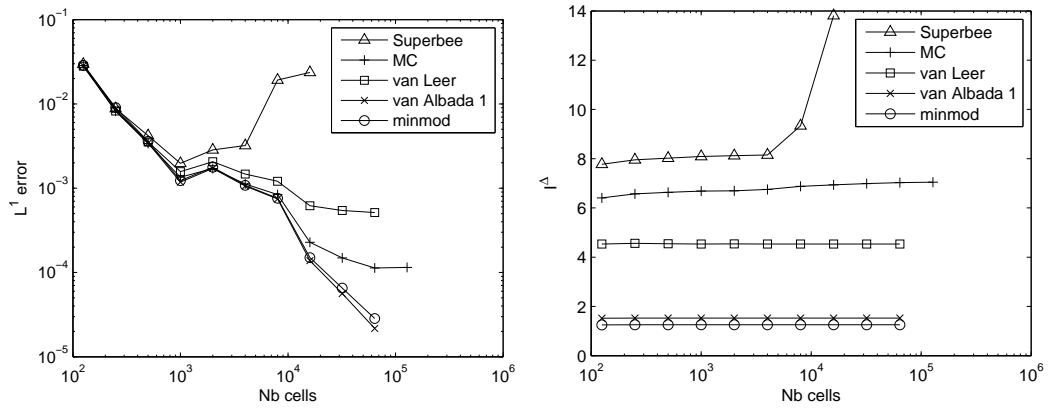 10^-1
10^-2
10^-3
10^-4
10^-5
L^1 error
10^2
10^3
10^4
10^5
10^6
Nb cells
Superbee
MC
van Leer
van Albada 1
minmod
14
12
10
8
6
4
2
0
I^Δ
10^2
10^3
10^4
10^5
10^6
Nb cells
Superbee
MC
van Leer
van Albada 1
minmod